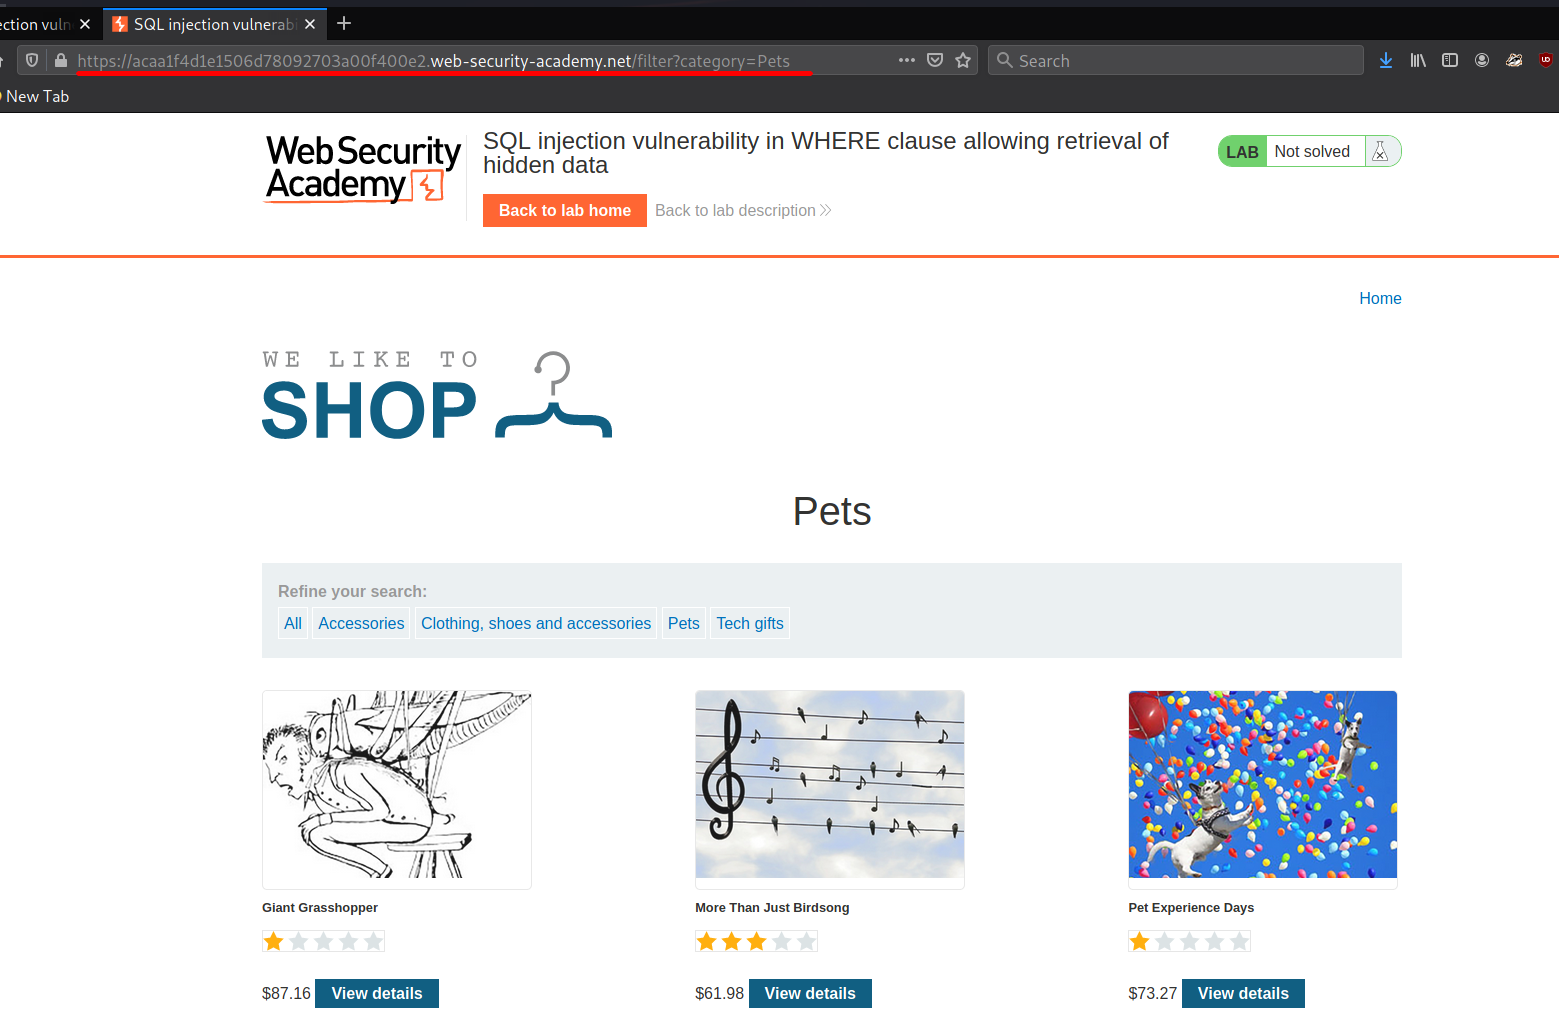 ection vuln
SQL injection vulnerabi
https://acaa1f4d1e1506d78092703a00f400e2.web-security-academy.net/filter?category=Pets
Search
New Tab
Web Security
Academy
SQL injection vulnerability in WHERE clause allowing retrieval of
hidden data
LAB Not solved
Back to lab home Back to lab description
Home
WE LIKE TO
SHOP
Pets
Refine your search:
All Accessories Clothing, shoes and accessories Pets Tech gifts
Giant Grasshopper
More Than Just Birdsong
Pet Experience Days
$87.16 View details
$61.98 View details
$73.27 View details